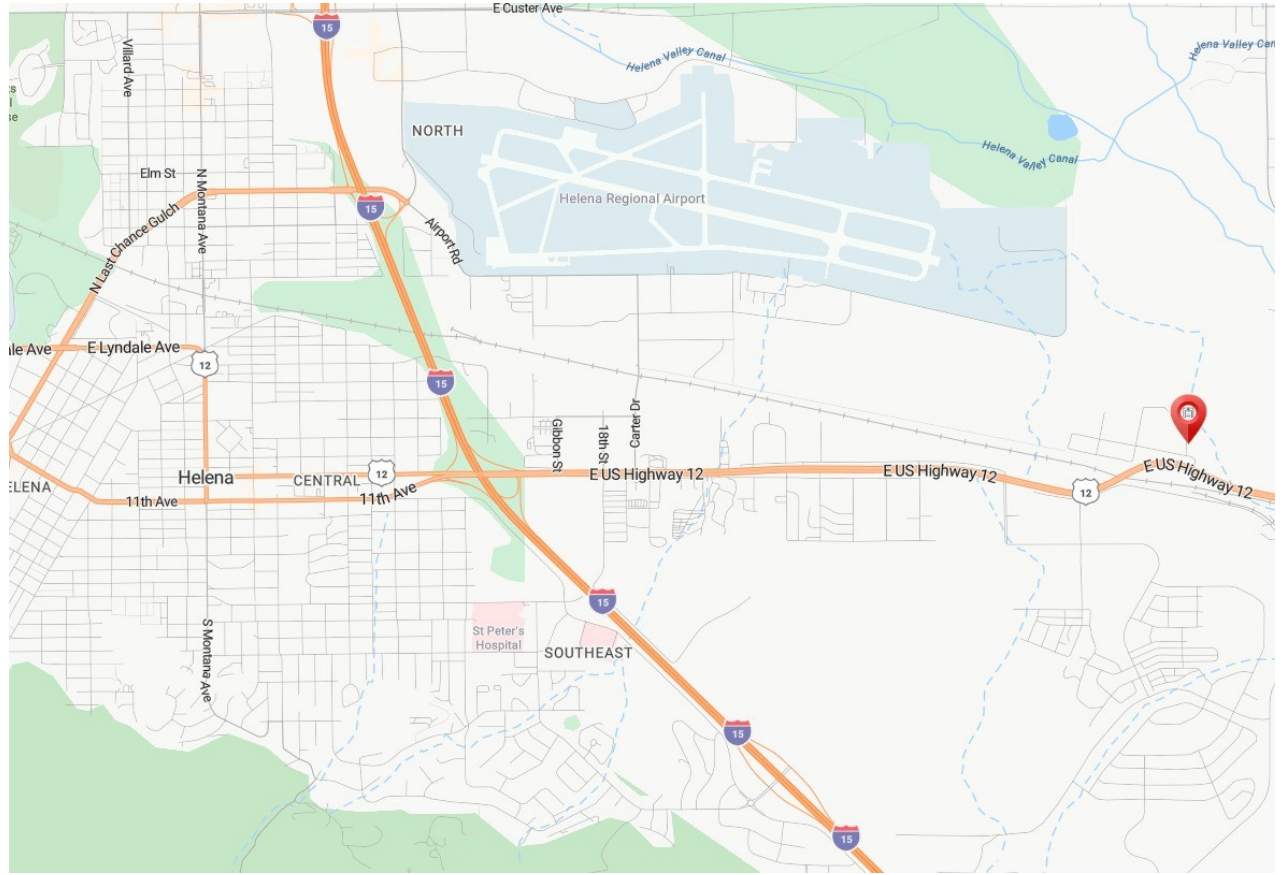 E Custer Ave
15
Villard Ave
Helena Valley Canal
Helena Valley Can
ts
l
se
NORTH
Elm St
N Montana Ave
Helena Valley Canal
Helena Regional Airport
15
N Last Chance Gulch
Airport Rd
ale Ave
E Lyndale Ave
12
15
Gibbon St
18th St
Carter Dr
Helena
CENTRAL
12
E US Highway 12
E US Highway 12
E US Highway 12
12
ELENA
11th Ave
11th Ave
15
St Peter's
Hospital
SOUTHEAST
S Montana Ave
15
15